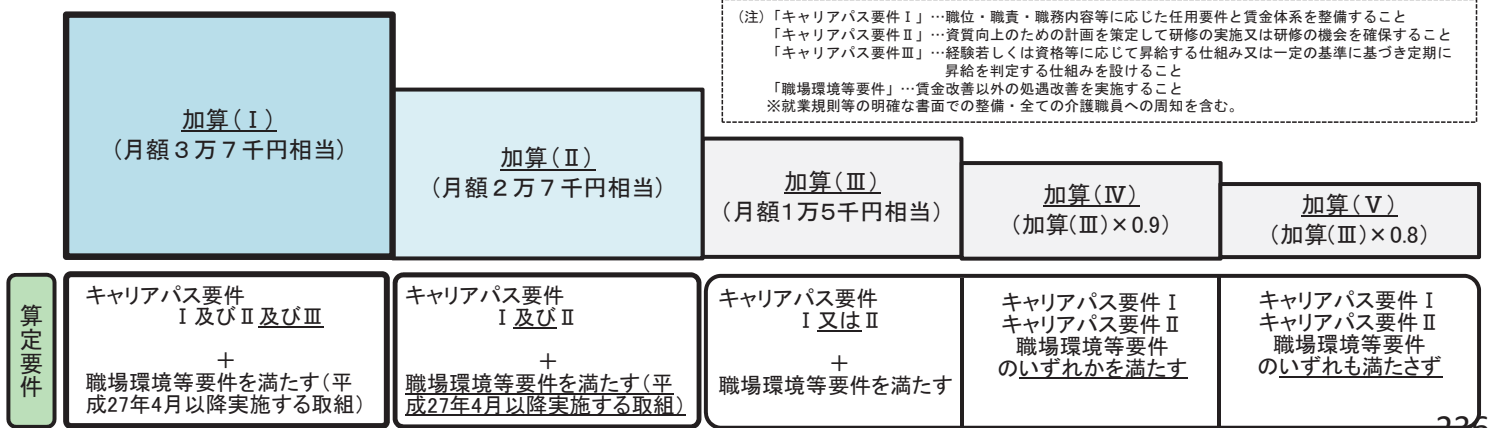 (注)「キャリアパス要件Ⅰ」…職位・職責・職務内容等に応じた任用要件と賃金体系を整備すること
「キャリアパス要件Ⅱ」…資質向上のための計画を策定して研修の実施又は研修の機会を確保すること
「キャリアパス要件Ⅲ」…経験若しくは資格等に応じて昇給する仕組み又は一定の基準に基づき定期に
昇給を判定する仕組みを設けること
「職場環境等要件」…賃金改善以外の処遇改善を実施すること
※就業規則等の明確な書面での整備・全ての介護職員への周知を含む。
加算(Ⅰ)
(月額3万7千円相当)
加算(Ⅱ)
(月額2万7千円相当)
加算(Ⅲ)
(月額1万5千円相当)
加算(Ⅳ)
(加算(Ⅲ)×0.9)
加算(Ⅴ)
(加算(Ⅲ)×0.8)
算定要件
キャリアパス要件
Ⅰ及びⅡ及びⅢ
+
職場環境等要件を満たす(平
成27年4月以降実施する取組)
キャリアパス要件
Ⅰ及びⅡ
+
職場環境等要件を満たす(平
成27年4月以降実施する取組)
キャリアパス要件
Ⅰ又はⅡ
+
職場環境等要件を満たす
キャリアパス要件Ⅰ
キャリアパス要件Ⅱ
職場環境等要件
のいずれかを満たす
キャリアパス要件Ⅰ
キャリアパス要件Ⅱ
職場環境等要件
のいずれも満たさず